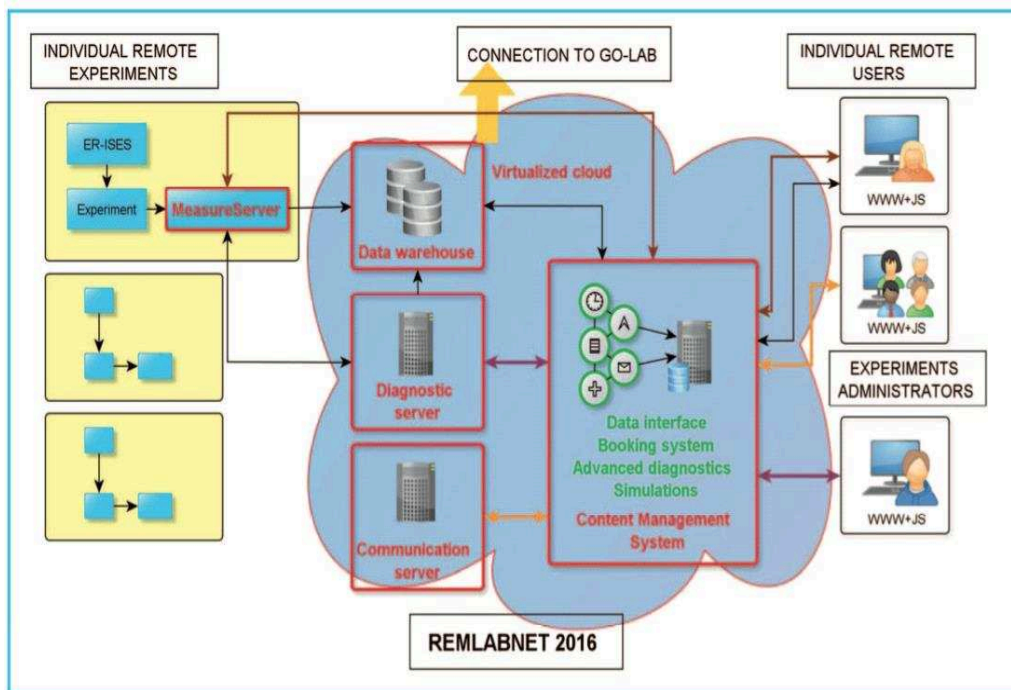 INDIVIDUAL REMOTE
EXPERIMENTS
CONNECTION TO GO-LAB
INDIVIDUAL REMOTE
USERS
ER-ISES
Experiment
MeasureServer
Virtualized cloud
Data warehouse
Diagnostic
server
Communication
server
Data interface
Booking system
Advanced diagnostics
Simulations
Content Management
System
WWW+JS
WWW+JS
EXPERIMENTS
ADMINISTRATORS
WWW+JS
REMLABNET 2016